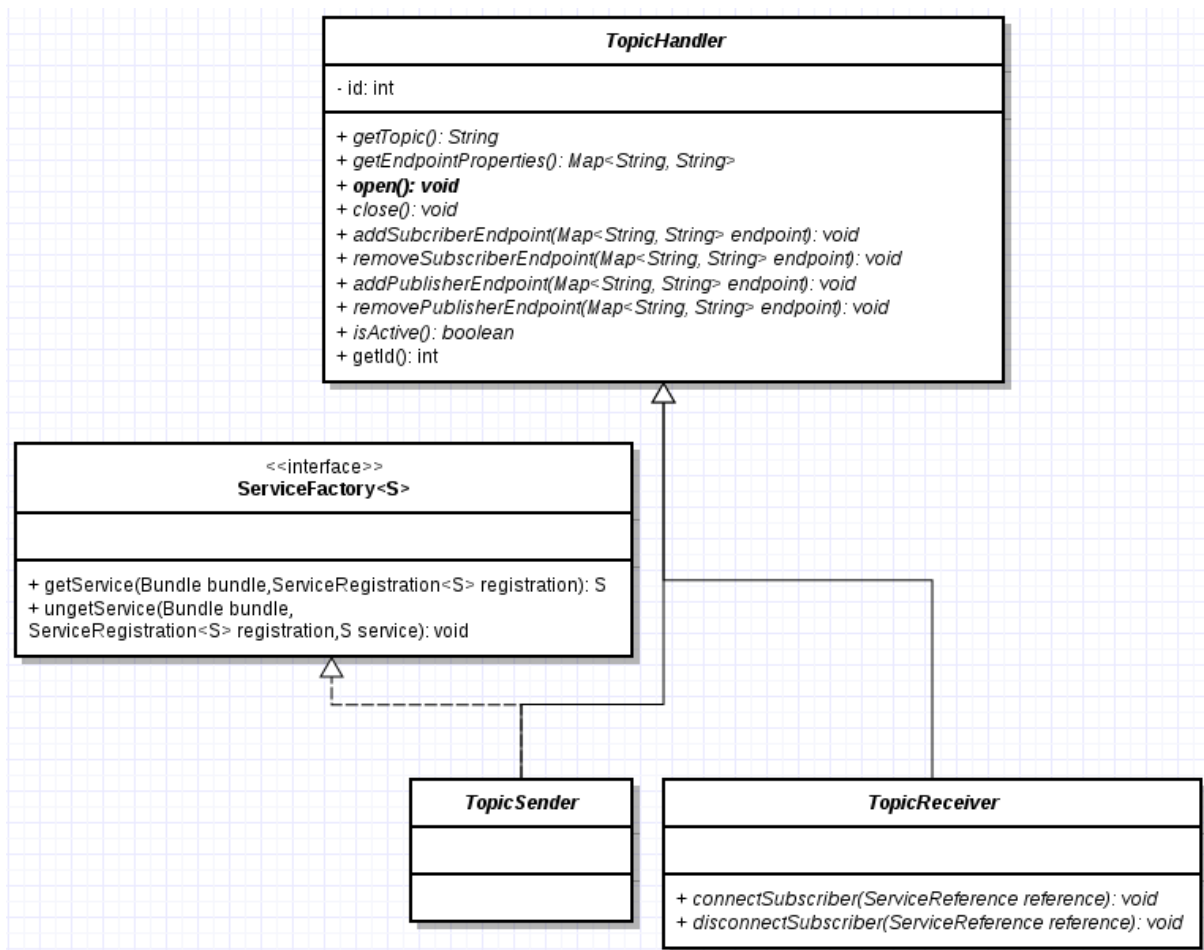 TopicHandler
- id: int
+ getTopic(): String
+ getEndpointProperties(): Map<String, String>
+ open(): void
+ close(): void
+ addSubcriberEndpoint(Map<String, String> endpoint): void
+ removeSubscriberEndpoint(Map<String, String> endpoint): void
+ addPublisherEndpoint(Map<String, String> endpoint): void
+ removePublisherEndpoint(Map<String, String> endpoint): void
+ isActive(): boolean
+ getId(): int
<<interface>>
ServiceFactory<S>
+ getService(Bundle bundle,ServiceRegistration<S> registration): S
+ ungetService(Bundle bundle,
ServiceRegistration<S> registration,S service): void
TopicSender
TopicReceiver
+ connectSubscriber(ServiceReference reference): void
+ disconnectSubscriber(ServiceReference reference): void